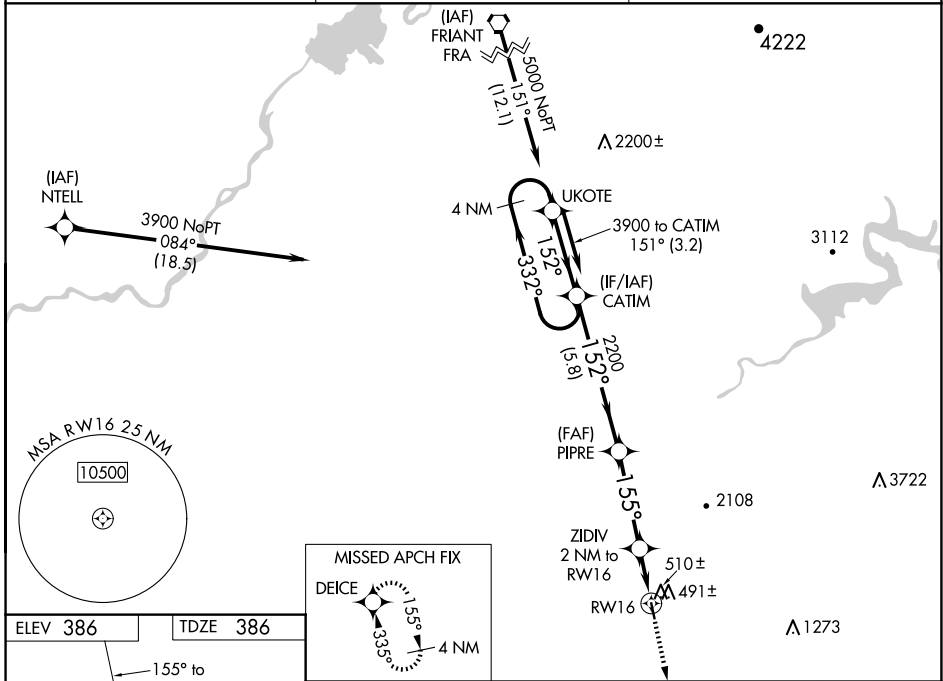 (IAF)
FRIANT
FRA
5000 NoPT
151°
(12.1)
4222
2200±
(IAF)
NTELL
3900 NoPT
084°
(18.5)
4 NM
UKOTE
3900 to CATIM
151° (3.2)
152°
332°
(IF/IAF)
CATIM
3112
2200
152°
(5.8)
(FAF)
PIPRE
155°
3722
2108
MSA RW16 25 NM
10500
ZIDIV
2 NM to
RW16
510±
491±
RW16
1273
MISSED APCH FIX
DEICE
155°
335°
4 NM
ELEV 386
TDZE 386
155° to